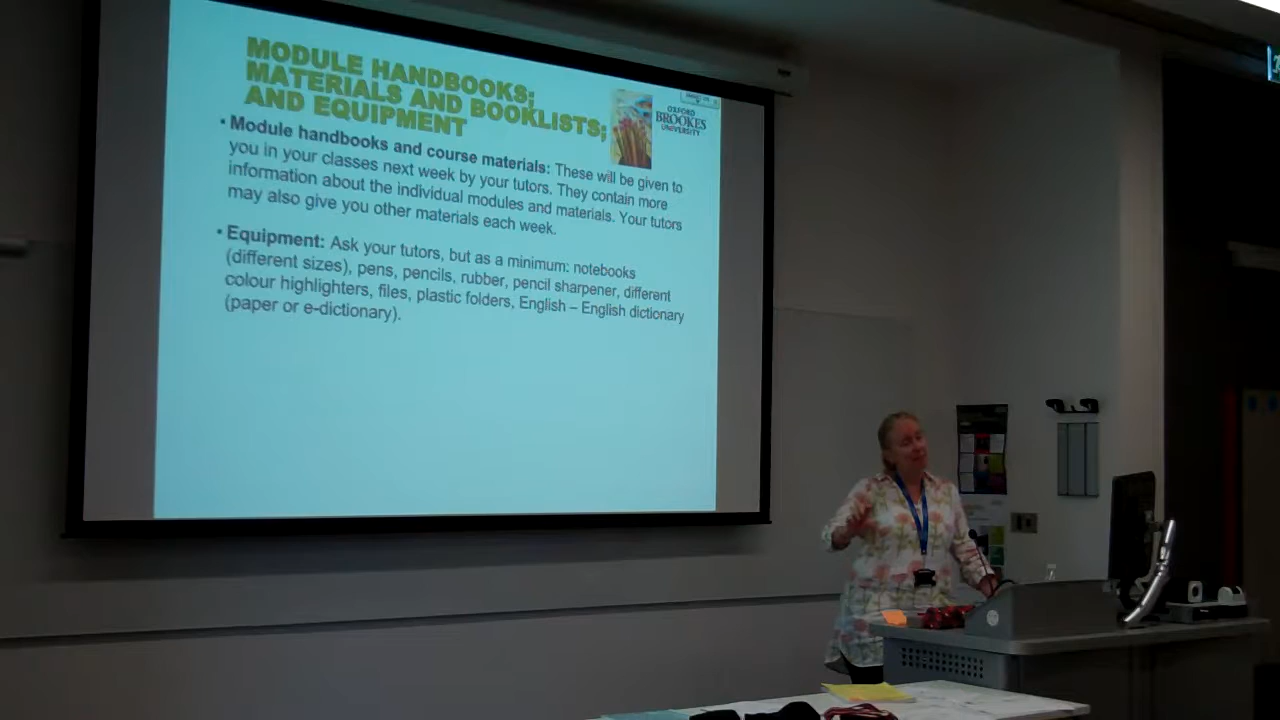 MODULE HANDBOOKS;
MATERIALS AND BOOKLISTS;
AND EQUIPMENT
OXFORD
BROOKES
UNIVERSITY
• Module handbooks and course materials: These will be given to
you in your classes next week by your tutors. They contain more
information about the individual modules and materials. Your tutors
may also give you other materials each week.
• Equipment: Ask your tutors, but as a minimum: notebooks
(different sizes), pens, pencils, rubber, pencil sharpener, different
colour highlighters, files, plastic folders, English – English dictionary
(paper or e-dictionary).